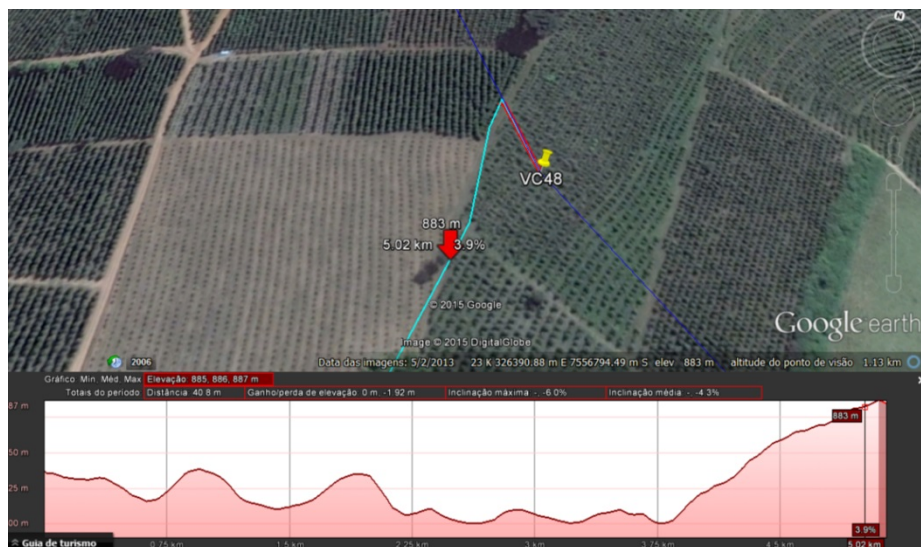 N
VC48
883 m
5.02 km 3.9%
© 2015 Google
Image © 2015 DigitalGlobe
Google earth
2006 Data das imagens: 5/2/2013 23 K 326390.88 m E 7556794.49 m S elev 883 m altitude do ponto de visão 1.13 km
Gráfico Mín. Méd. Máx Elevação: 885, 886, 887 m
Totais do período: Distância: 40.8 m Ganho/perda de elevação: 0 m, -1.92 m Inclinação máxima: -, -6.0% Inclinação média: -, -4.3%
87 m
883 m
50 m
25 m
00 m
3.9%
Guia de turismo 0.75 km 1.5 km 2.25 km 3 km 3.75 km 4.5 km 5.02 km